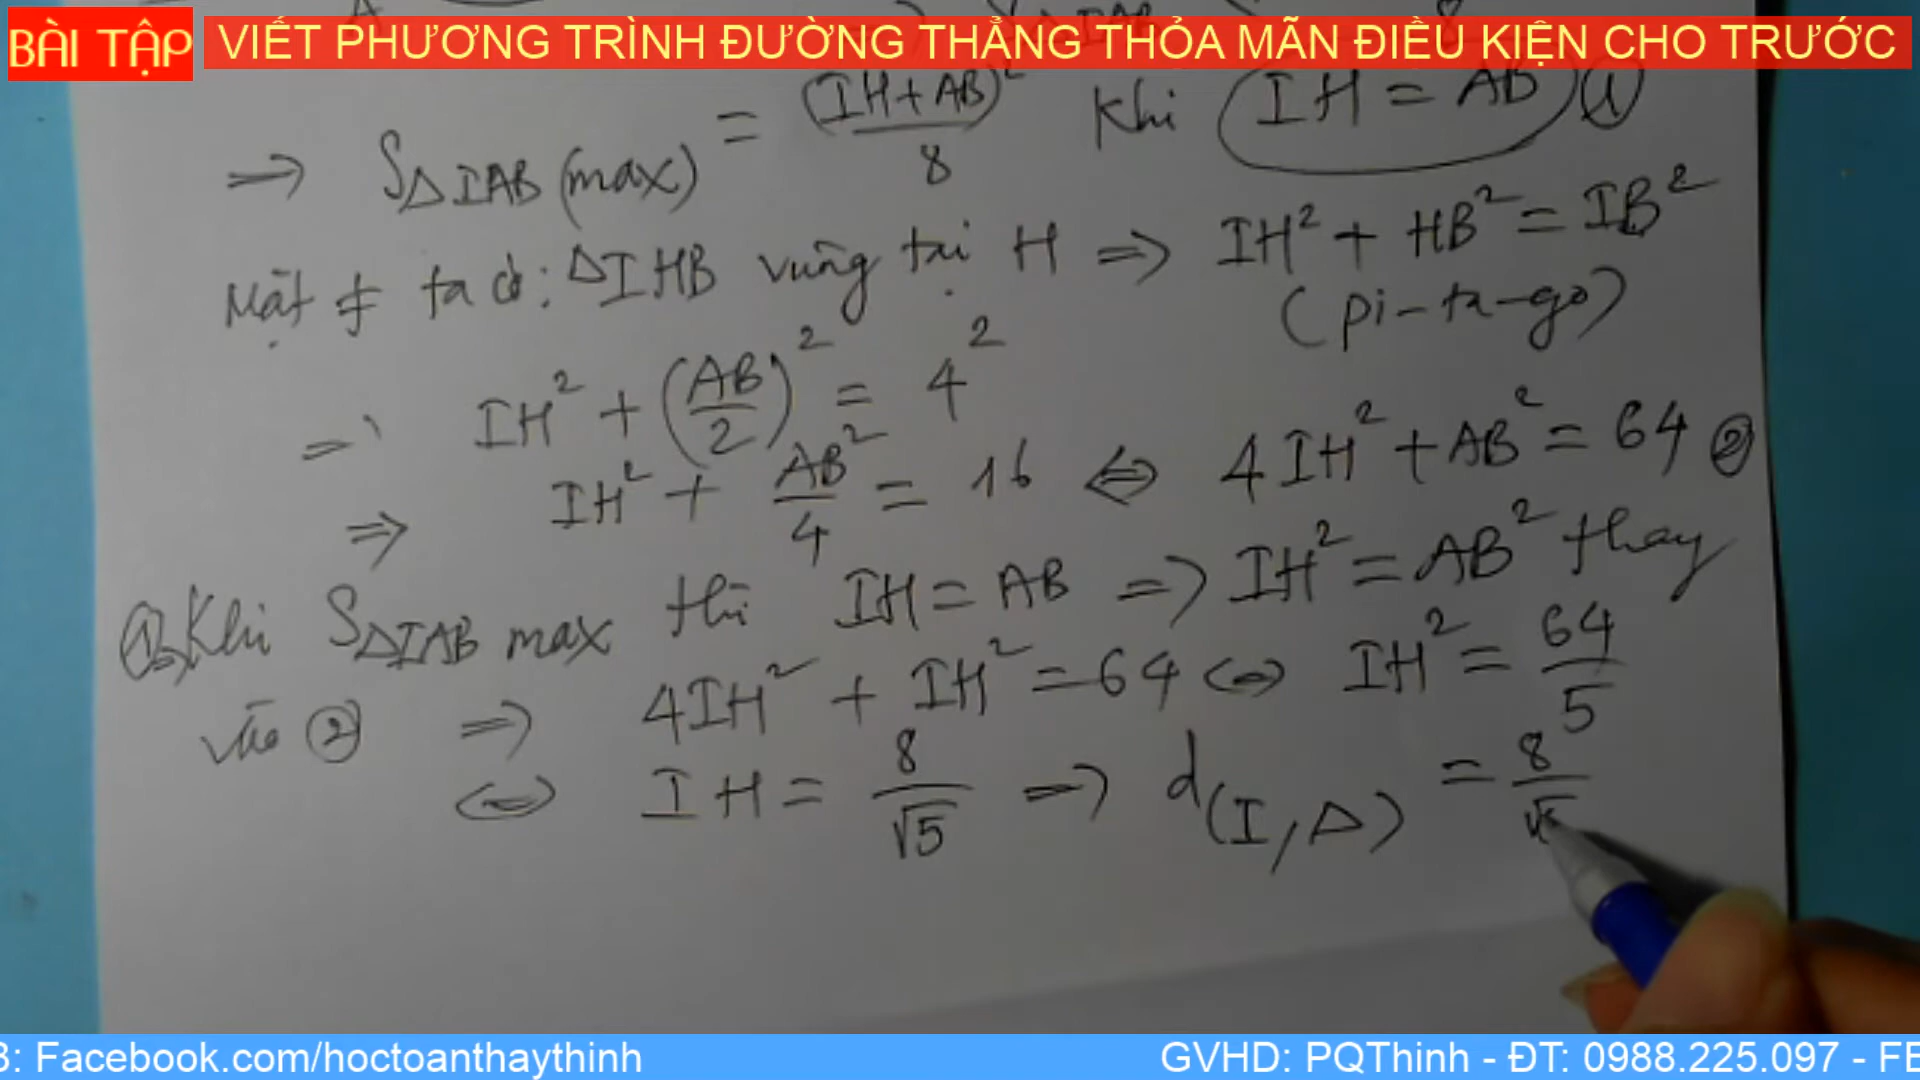 BÀI TẬP VIẾT PHƯƠNG TRÌNH ĐƯỜNG THẲNG THỎA MÃN ĐIỀU KIỆN CHO TRƯỚC
=> S△IAB (max) = (IH+AB)²/8 khi IH = AB ①
Mặt ≠ ta có: △IHB vuông tại H => IH² + HB² = IB²
(pi-ta-go)
=> IH² + (AB/2)² = 4²
=> IH² + AB²/4 = 16 <=> 4IH² + AB² = 64 ②
①=> Khi S△IAB max thì IH = AB => IH² = AB² thay
vào ② => 4IH² + IH² = 64 <=> IH² = 64/5
<=> IH = 8/√5 => d(I,△) = 8/√5
3: Facebook.com/hoctoanthaythinh GVHD: PQThinh - ĐT: 0988.225.097 - FB